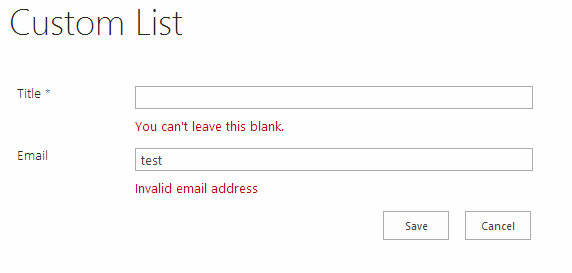 Custom List
Title *
You can't leave this blank.
Email
test
Invalid email address
Save
Cancel